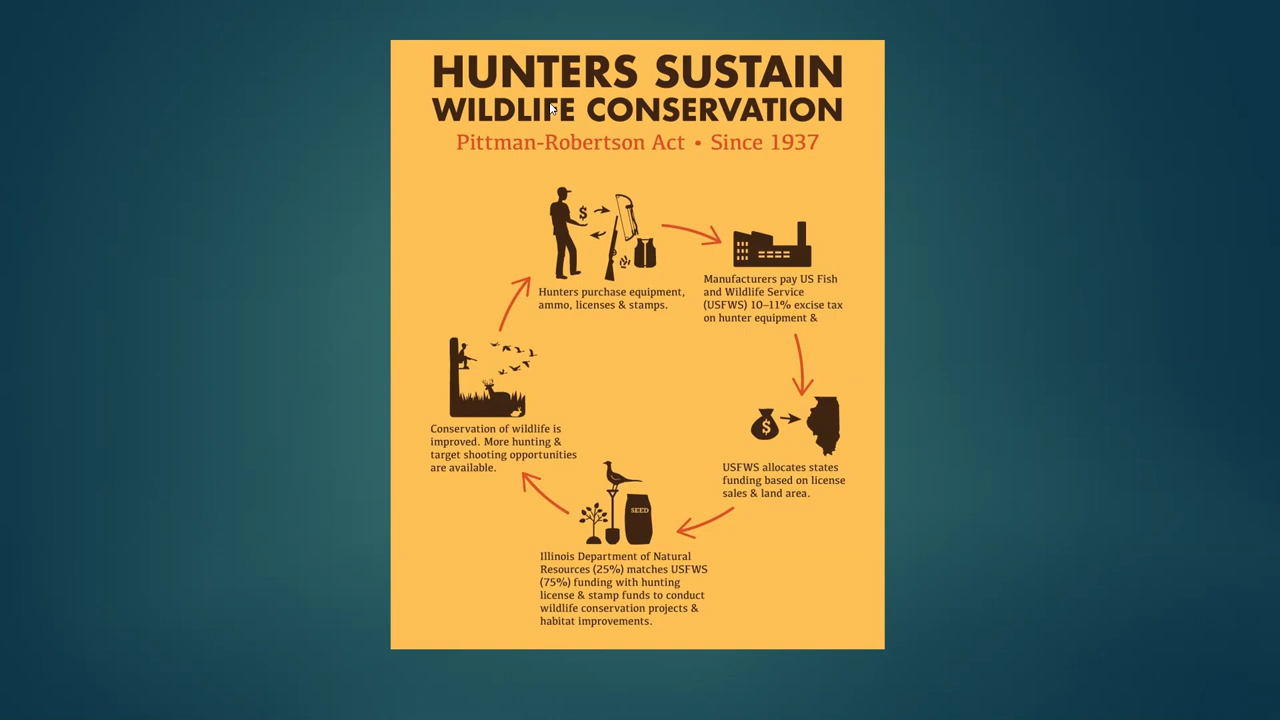 HUNTERS SUSTAIN
WILDLIFE CONSERVATION
Pittman-Robertson Act • Since 1937
$
Hunters purchase equipment,
ammo, licenses & stamps.
Manufacturers pay US Fish
and Wildlife Service
(USFWS) 10–11% excise tax
on hunter equipment &
$
USFWS allocates states
funding based on license
sales & land area.
SEED
Illinois Department of Natural
Resources (25%) matches USFWS
(75%) funding with hunting
license & stamp funds to conduct
wildlife conservation projects &
habitat improvements.
Conservation of wildlife is
improved. More hunting &
target shooting opportunities
are available.